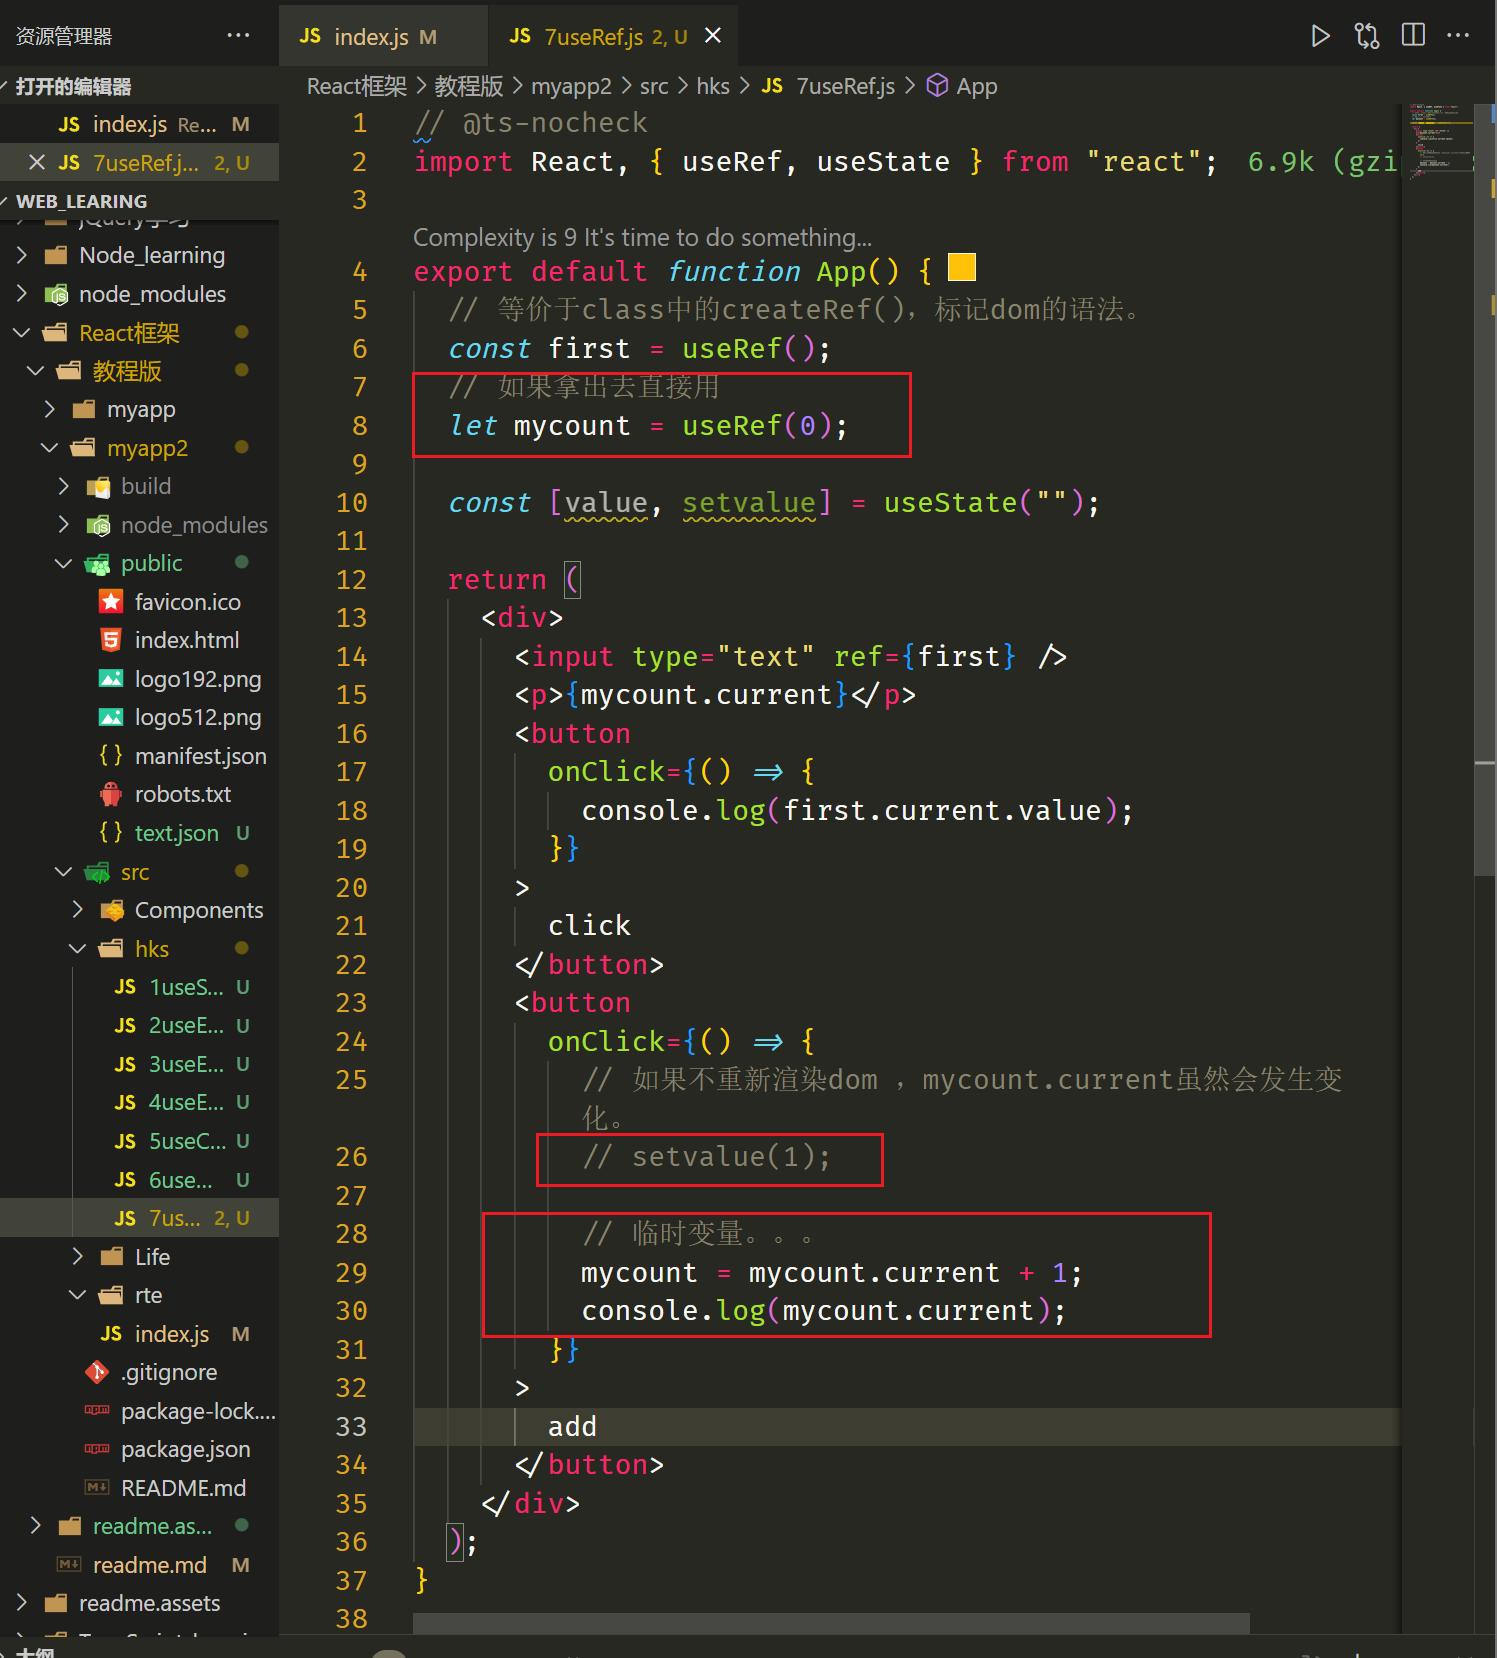 资源管理器
index.js M
7useRef.js 2, U
打开的编辑器
index.js Re... M
7useRef.j... 2, U
WEB_LEARING
Node_learning
node_modules
React框架
教程版
myapp
myapp2
build
node_modules
public
favicon.ico
index.html
logo192.png
logo512.png
manifest.json
robots.txt
text.json U
src
Components
hks
1useS... U
2useE... U
3useE... U
4useE... U
5useC... U
6use... U
7us... 2, U
Life
rte
index.js M
.gitignore
package-lock....
package.json
README.md
readme.as...
readme.md M
readme.assets
React框架 > 教程版 > myapp2 > src > hks > JS 7useRef.js > App
1 // @ts-nocheck
2 import React, { useRef, useState } from "react"; 6.9k (gzi
3
Complexity is 9 It's time to do something...
4 export default function App() {
5 // 等价于class中的createRef(), 标记dom的语法。
6 const first = useRef();
7 // 如果拿出去直接用
8 let mycount = useRef(0);
9
10 const [value, setvalue] = useState("");
11
12 return (
13 <div>
14 <input type="text" ref={first} />
15 <p>{mycount.current}</p>
16 <button
17 onClick={() => {
18 console.log(first.current.value);
19 }}
20 >
21 click
22 </button>
23 <button
24 onClick={() => {
25 // 如果不重新渲染dom ，mycount.current虽然会发生变
化。
26 // setvalue(1);
27
28 // 临时变量。。。
29 mycount = mycount.current + 1;
30 console.log(mycount.current);
31 }}
32 >
33 add
34 </button>
35 </div>
36 );
37 }
38